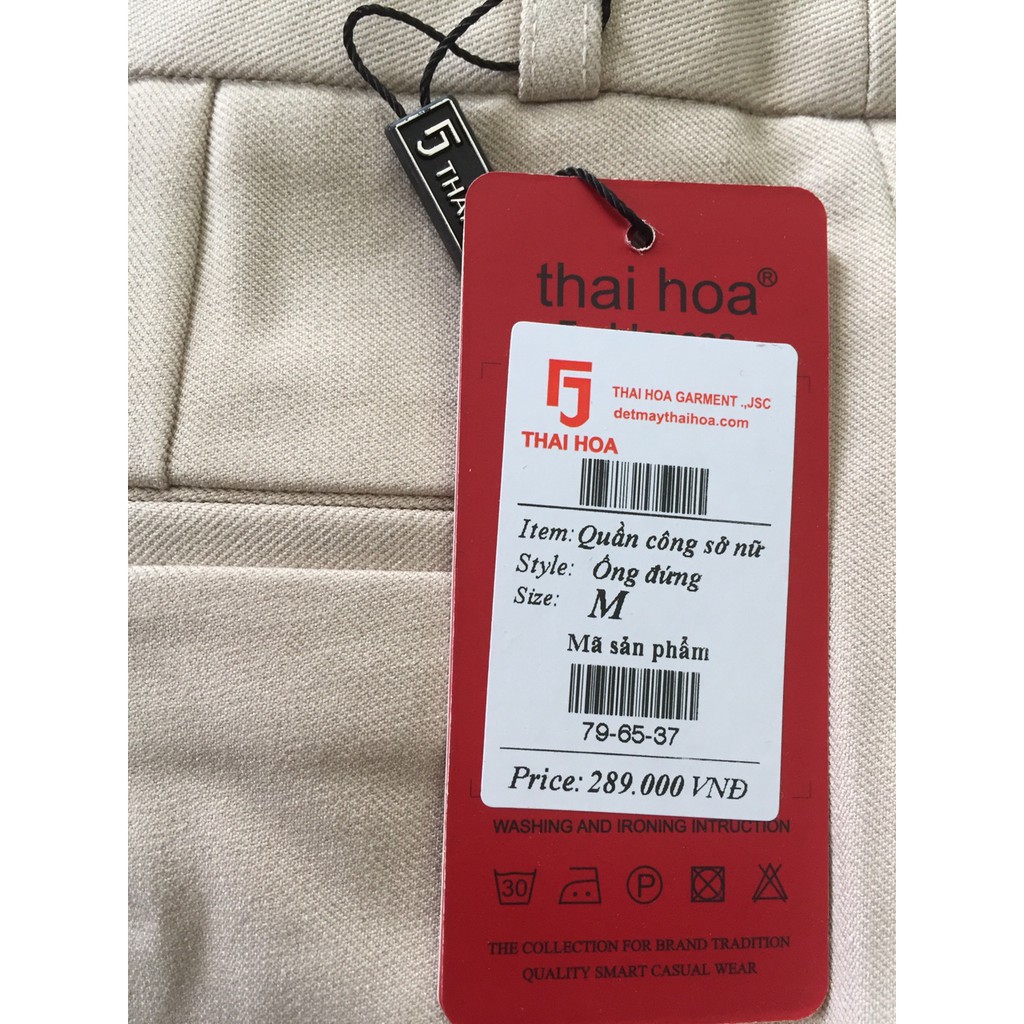 THA
thai hoa®
THAI HOA GARMENT .,JSC
detmaythaihoa.com
THAI HOA
Item: Quần công sở nữ
Style: Ống đứng
Size: M
Mã sản phẩm
79-65-37
Price: 289.000 VNĐ
WASHING AND IRONING INTRUCTION
30
P
THE COLLECTION FOR BRAND TRADITION
QUALITY SMART CASUAL WEAR